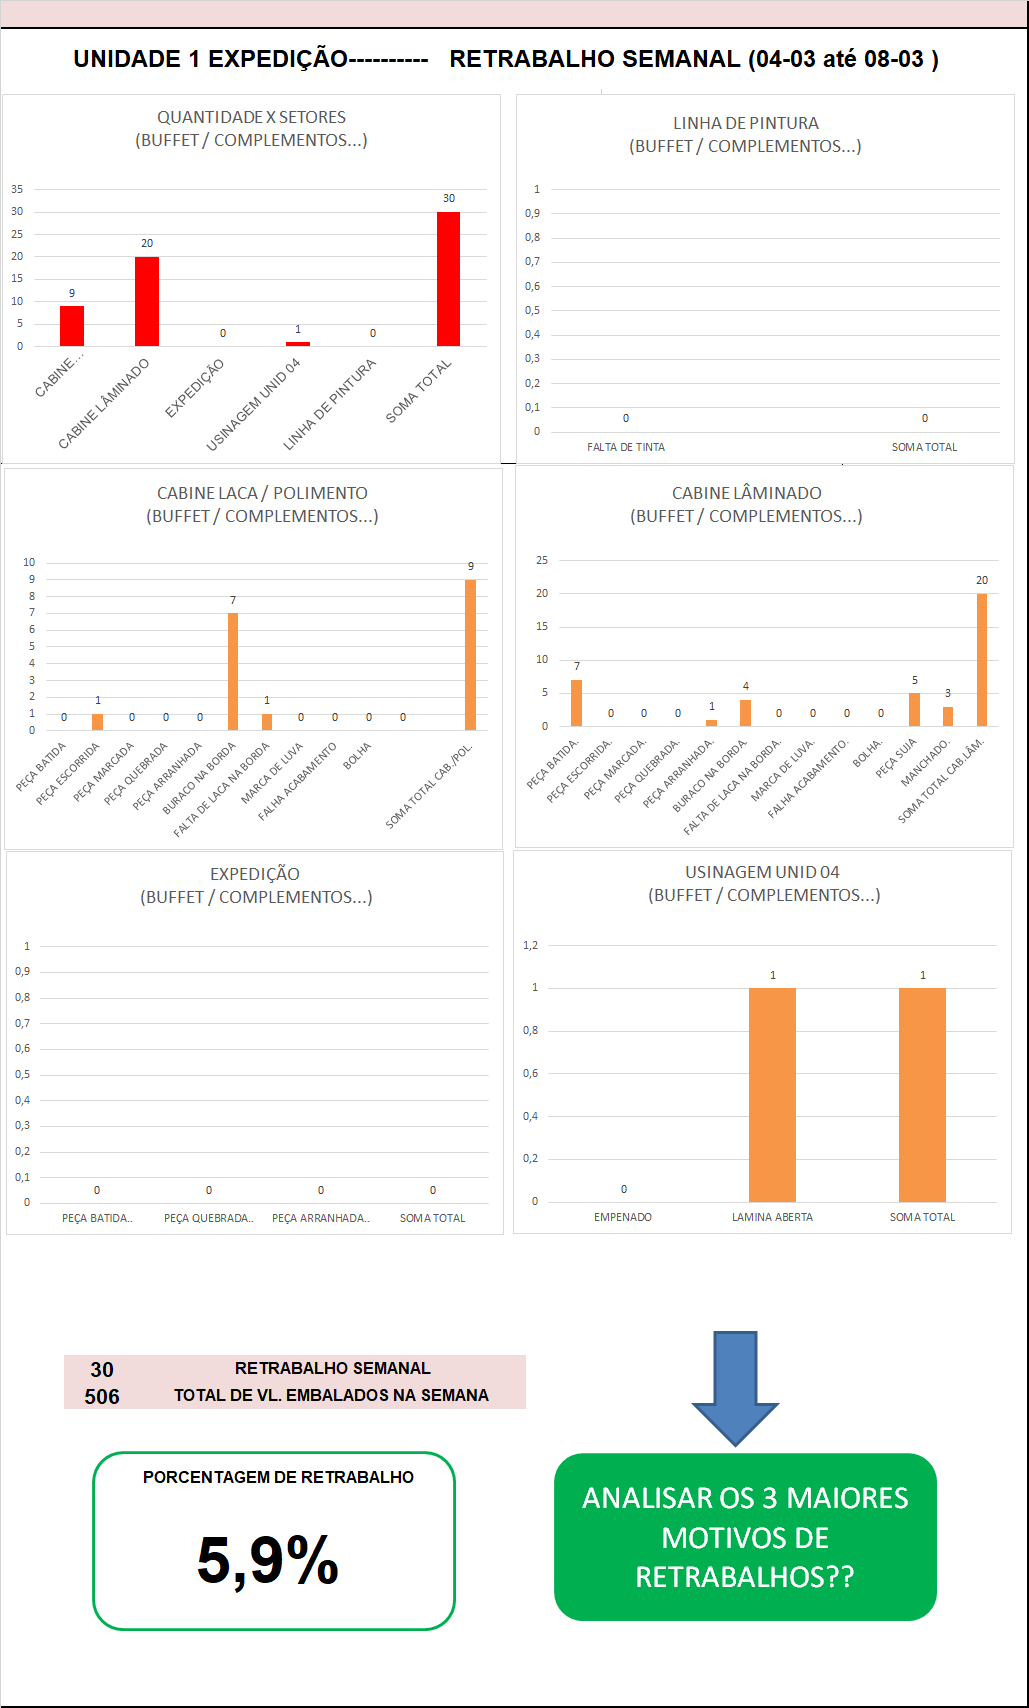 UNIDADE 1 EXPEDIÇÃO---------- RETRABALHO SEMANAL (04-03 até 08-03 )
QUANTIDADE X SETORES
(BUFFET / COMPLEMENTOS...)
35
30
25
20
15
10
5
0
9
20
0
1
0
30
CABINE...
CABINE LÂMINADO
EXPEDIÇÃO
USINAGEM UNID 04
LINHA DE PINTURA
SOMA TOTAL
LINHA DE PINTURA
(BUFFET / COMPLEMENTOS...)
1
0,9
0,8
0,7
0,6
0,5
0,4
0,3
0,2
0,1
0
0
0
FALTA DE TINTA
SOMA TOTAL
CABINE LACA / POLIMENTO
(BUFFET / COMPLEMENTOS...)
10
9
8
7
6
5
4
3
2
1
0
0
1
0
0
0
7
1
0
0
0
0
9
PEÇA BATIDA
PEÇA ESCORRIDA
PEÇA MARCADA
PEÇA QUEBRADA
PEÇA ARRANHADA
BURACO NA BORDA
FALTA DE LACA NA BORDA
MARCA DE LUVA
FALHA ACABAMENTO
BOLHA
SOMA TOTAL CAB./POL.
CABINE LÂMINADO
(BUFFET / COMPLEMENTOS...)
25
20
15
10
5
0
7
0
0
0
1
4
0
0
0
0
5
3
20
PEÇA BATIDA.
PEÇA ESCORRIDA.
PEÇA MARCADA.
PEÇA QUEBRADA.
PEÇA ARRANHADA.
BURACO NA BORDA.
FALTA DE LACA NA BORDA.
MARCA DE LUVA.
FALHA ACABAMENTO.
BOLHA.
PEÇA SUJA
MANCHADO.
SOMA TOTAL CAB.LÂM.
EXPEDIÇÃO
(BUFFET / COMPLEMENTOS...)
1
0,9
0,8
0,7
0,6
0,5
0,4
0,3
0,2
0,1
0
0
0
0
0
PEÇA BATIDA..
PEÇA QUEBRADA..
PEÇA ARRANHADA..
SOMA TOTAL
USINAGEM UNID 04
(BUFFET / COMPLEMENTOS...)
1,2
1
0,8
0,6
0,4
0,2
0
0
1
1
EMPENADO
LAMINA ABERTA
SOMA TOTAL
30 RETRABALHO SEMANAL
506 TOTAL DE VL. EMBALADOS NA SEMANA
PORCENTAGEM DE RETRABALHO
5,9%
ANALISAR OS 3 MAIORES
MOTIVOS DE
RETRABALHOS??